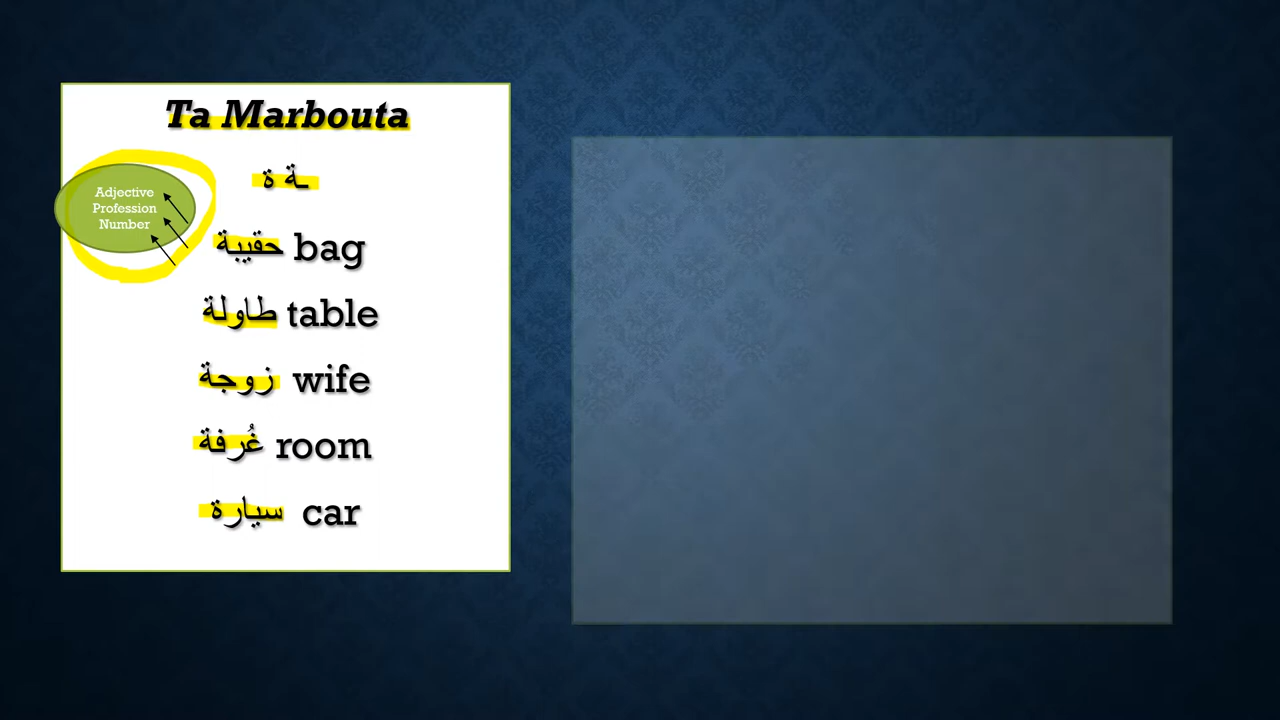 Ta Marbouta
ـة ة
Adjective
Profession
Number
حقيبة bag
طاولة table
زوجة wife
غُرفة room
سيارة car